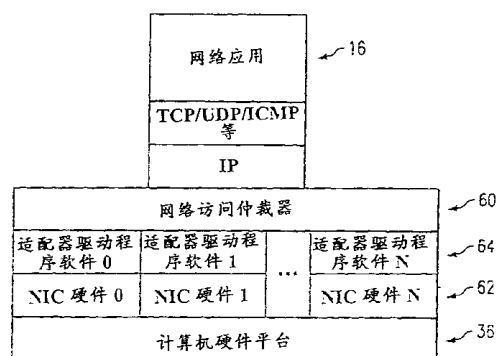 网络应用
16
TCP/UDP/ICMP
等
IP
网络访问仲裁器
60
适配器驱动程
序软件 0
适配器驱动程
序软件 1
...
适配器驱动程
序软件 N
64
NIC 硬件 0
NIC 硬件 1
NIC 硬件 N
62
计算机硬件平台
36